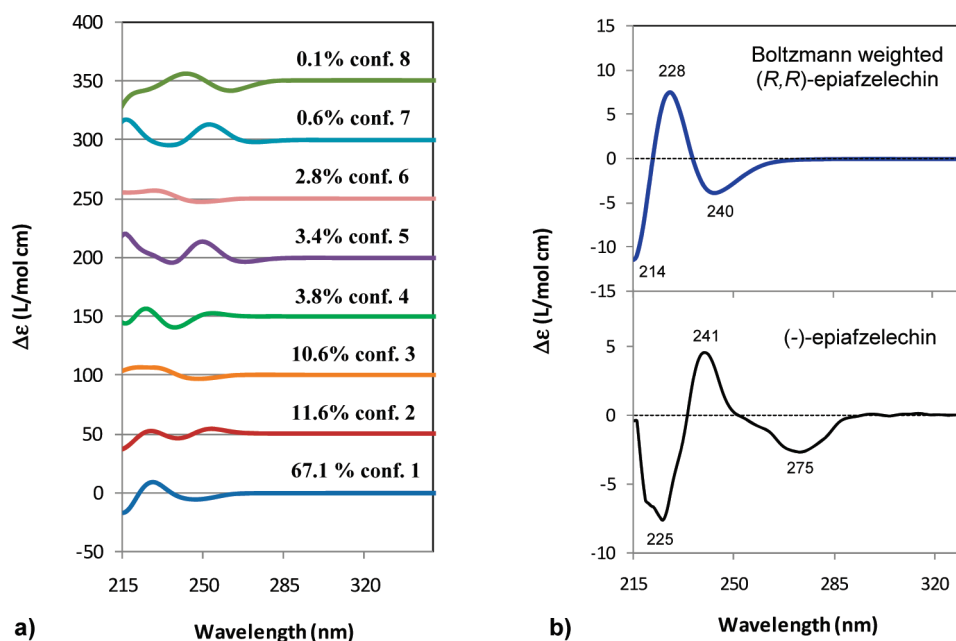 400
350
300
250
200
150
100
50
0
-50
Δε (L/mol cm)
0.1% conf. 8
0.6% conf. 7
2.8% conf. 6
3.4% conf. 5
3.8% conf. 4
10.6% conf. 3
11.6% conf. 2
67.1 % conf. 1
215 250 285 320
Wavelength (nm)
a)
15
10
5
0
-5
-10
-15
Boltzmann weighted
(R,R)-epiafzelechin
228
240
214
Δε (L/mol cm)
5
0
-5
-10
(-)-epiafzelechin
241
275
225
215 250 285 320
Wavelength (nm)
b)